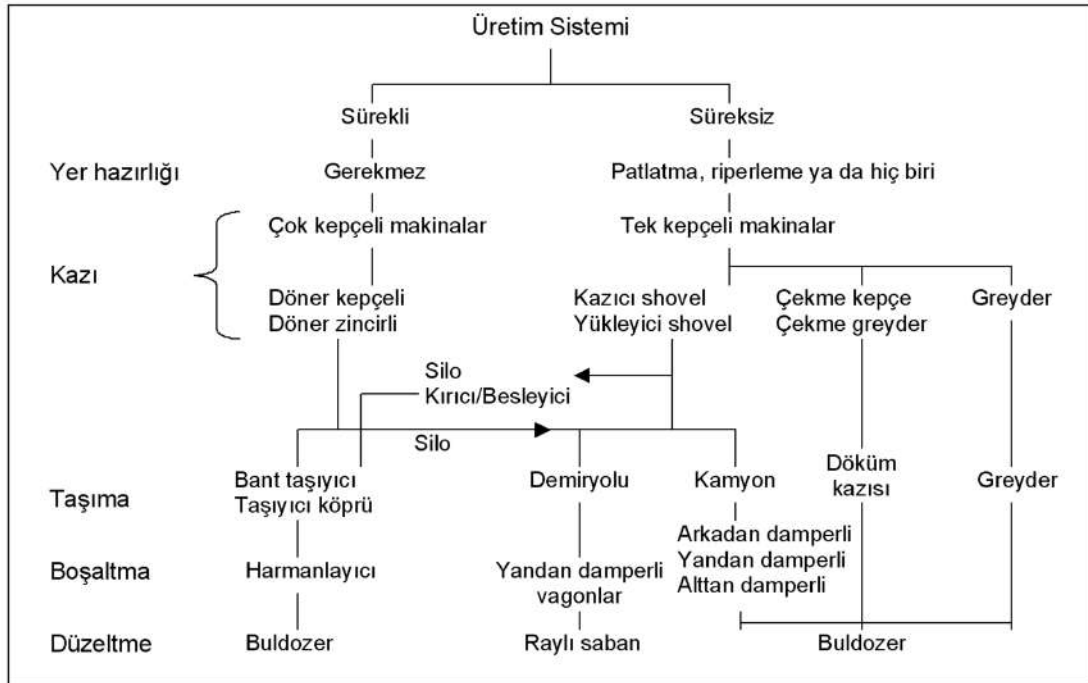 Üretim Sistemi
Sürekli Süreksiz
Yer hazırlığı Gerekmez Patlatma, riperleme ya da hiç biri
Çok kepçeli makinalar Tek kepçeli makinalar
Kazı
Döner kepçeli Kazıcı shovel Çekme kepçe Greyder
Döner zincirli Yükleyici shovel Çekme greyder
Silo
Kırıcı/Besleyici
Silo
Taşıma
Bant taşıyıcı Demiryolu Kamyon Döküm Greyder
Taşıyıcı köprü kazısı
Arkadan damperli
Boşaltma Harmanlayıcı Yandan damperli Yandan damperli
vagonlar Alttan damperli
Düzeltme Buldozer Raylı saban Buldozer